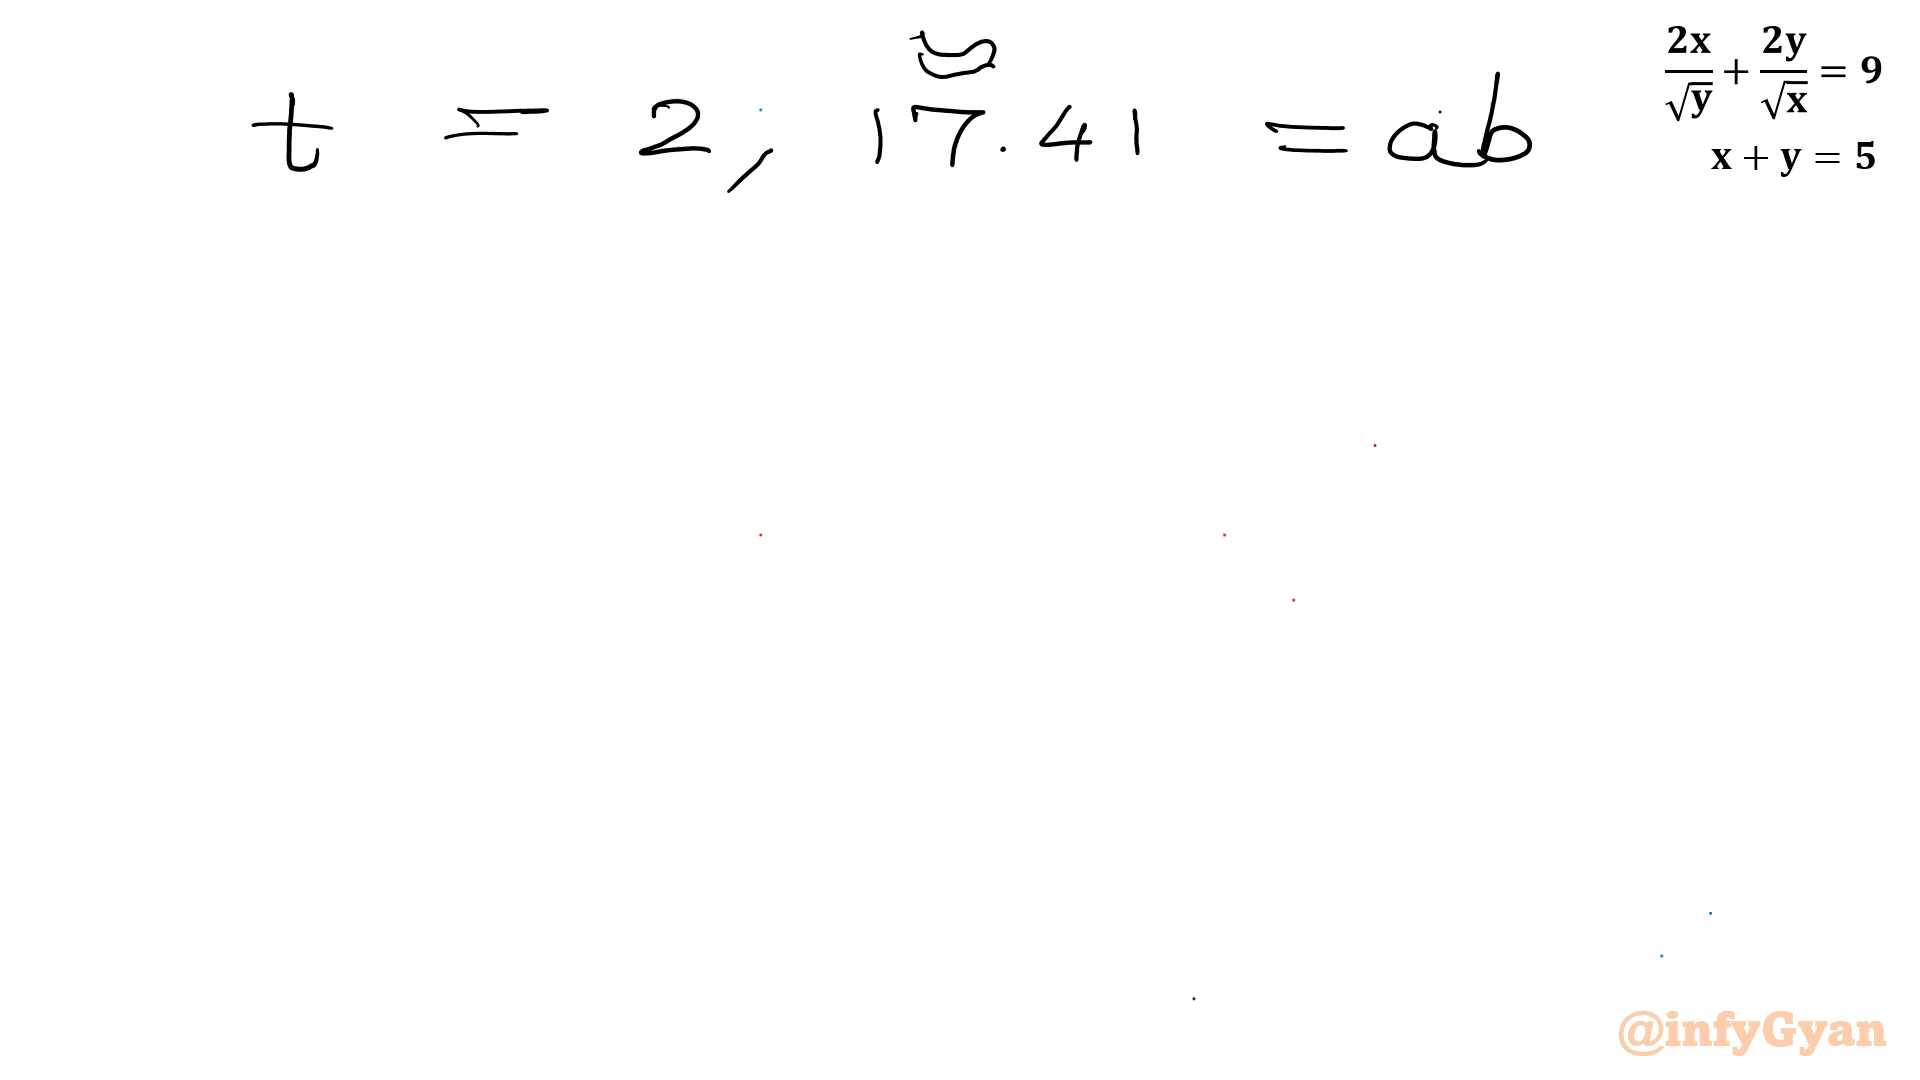 t = 2, 17.41 = ab
2x/√y + 2y/√x = 9
x + y = 5
@infyGyan